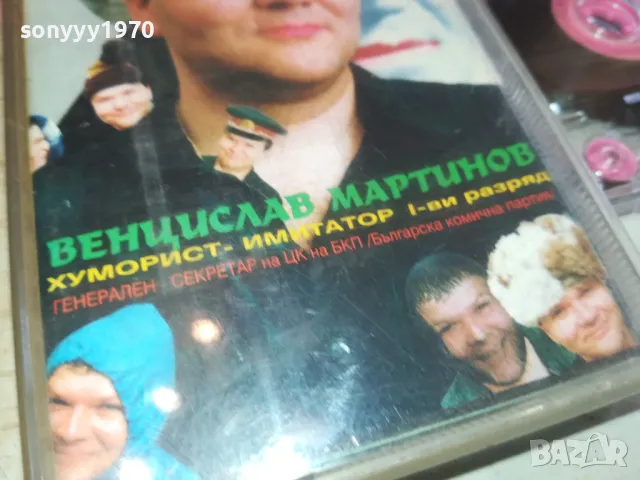 sonyyy1970
ВЕНЦИСЛАВ МАРТИНОВ
ХУМОРИСТ- ИМИТАТОР I-ви разряд
ГЕНЕРАЛЕН СЕКРЕТАР на ЦК на БКП /Българска комична партия/
BAZAR